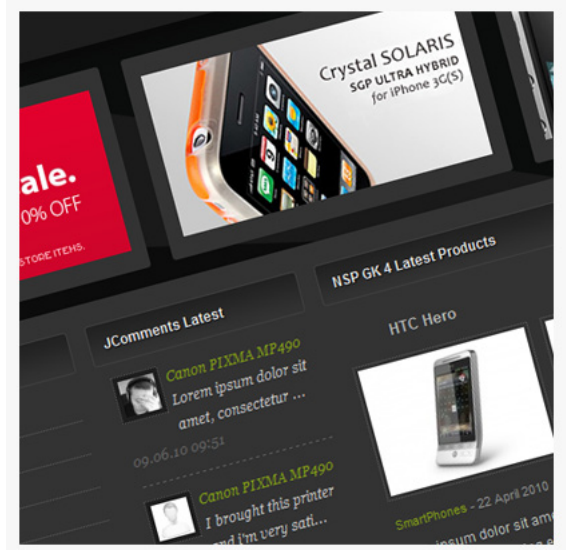 Crystal SOLARIS
SGP ULTRA HYBRID
for iPhone 3G(S)
ale.
0% OFF
STORE ITEMS.
NSP GK 4 Latest Products
JComments Latest
HTC Hero
Canon PIXMA MP490
Lorem ipsum dolor sit
amet, consectetur ...
09.06.10 09:51
Canon PIXMA MP490
I brought this printer
and i'm very sati...
SmartPhones - 22 April 2010
ipsum dolor sit am